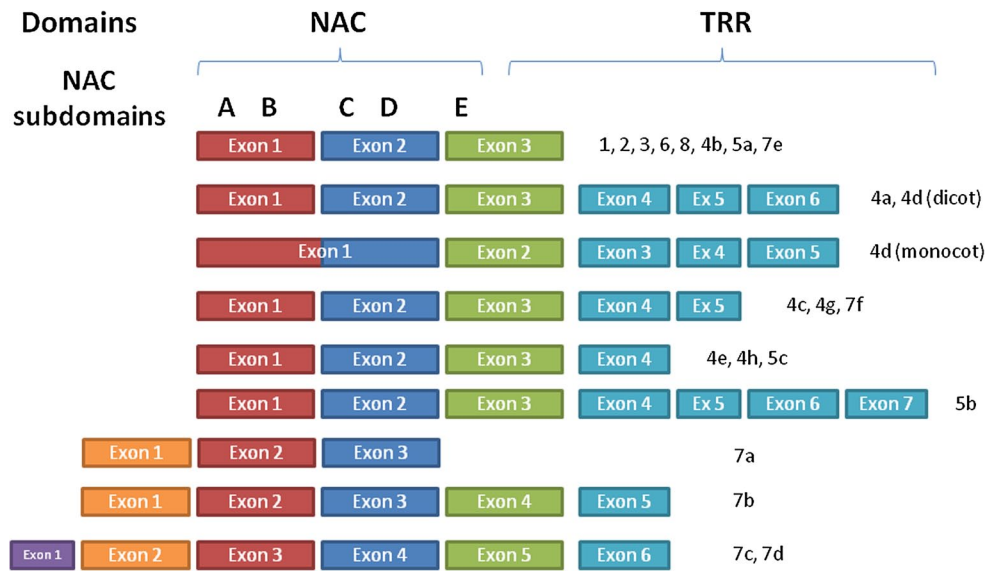 Domains NAC TRR
NAC
subdomains
A B C D E
Exon 1 Exon 2 Exon 3 1, 2, 3, 6, 8, 4b, 5a, 7e
Exon 1 Exon 2 Exon 3 Exon 4 Ex 5 Exon 6 4a, 4d (dicot)
Exon 1 Exon 2 Exon 3 Ex 4 Exon 5 4d (monocot)
Exon 1 Exon 2 Exon 3 Exon 4 Ex 5 4c, 4g, 7f
Exon 1 Exon 2 Exon 3 Exon 4 4e, 4h, 5c
Exon 1 Exon 2 Exon 3 Exon 4 Ex 5 Exon 6 Exon 7 5b
Exon 1 Exon 2 Exon 3 7a
Exon 1 Exon 2 Exon 3 Exon 4 Exon 5 7b
Exon 1 Exon 2 Exon 3 Exon 4 Exon 5 Exon 6 7c, 7d